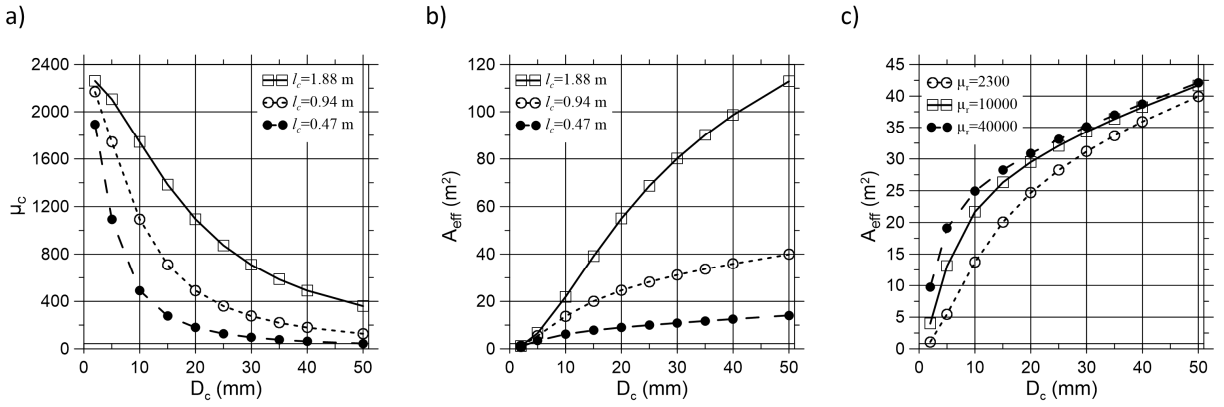 a)
b)
c)
2400
2000
1600
1200
800
400
0
μc
0 10 20 30 40 50
Dc (mm)
lc=1.88 m
lc=0.94 m
lc=0.47 m
120
100
80
60
40
20
0
Aeff (m²)
0 10 20 30 40 50
Dc (mm)
lc=1.88 m
lc=0.94 m
lc=0.47 m
45
40
35
30
25
20
15
10
5
0
Aeff (m²)
0 10 20 30 40 50
Dc (mm)
μr=2300
μr=10000
μr=40000